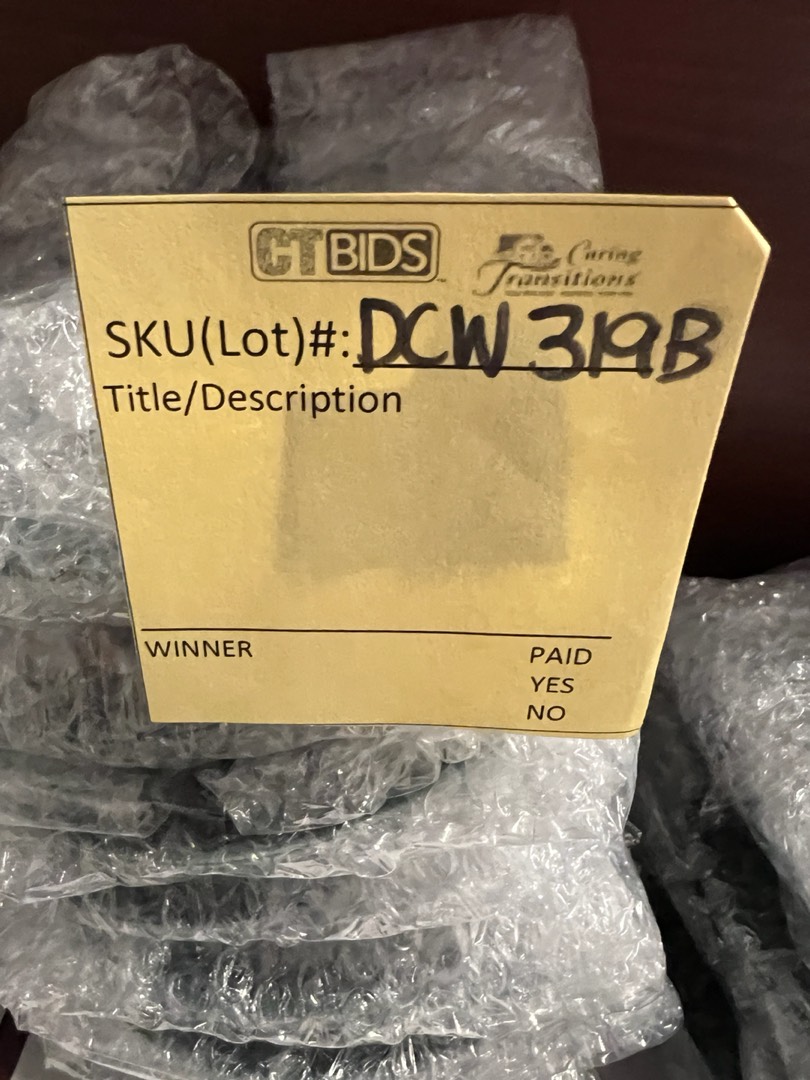 CTBIDS
Caring
Transitions
SKU(Lot)#: DCW 319B
Title/Description
WINNER
PAID
YES
NO